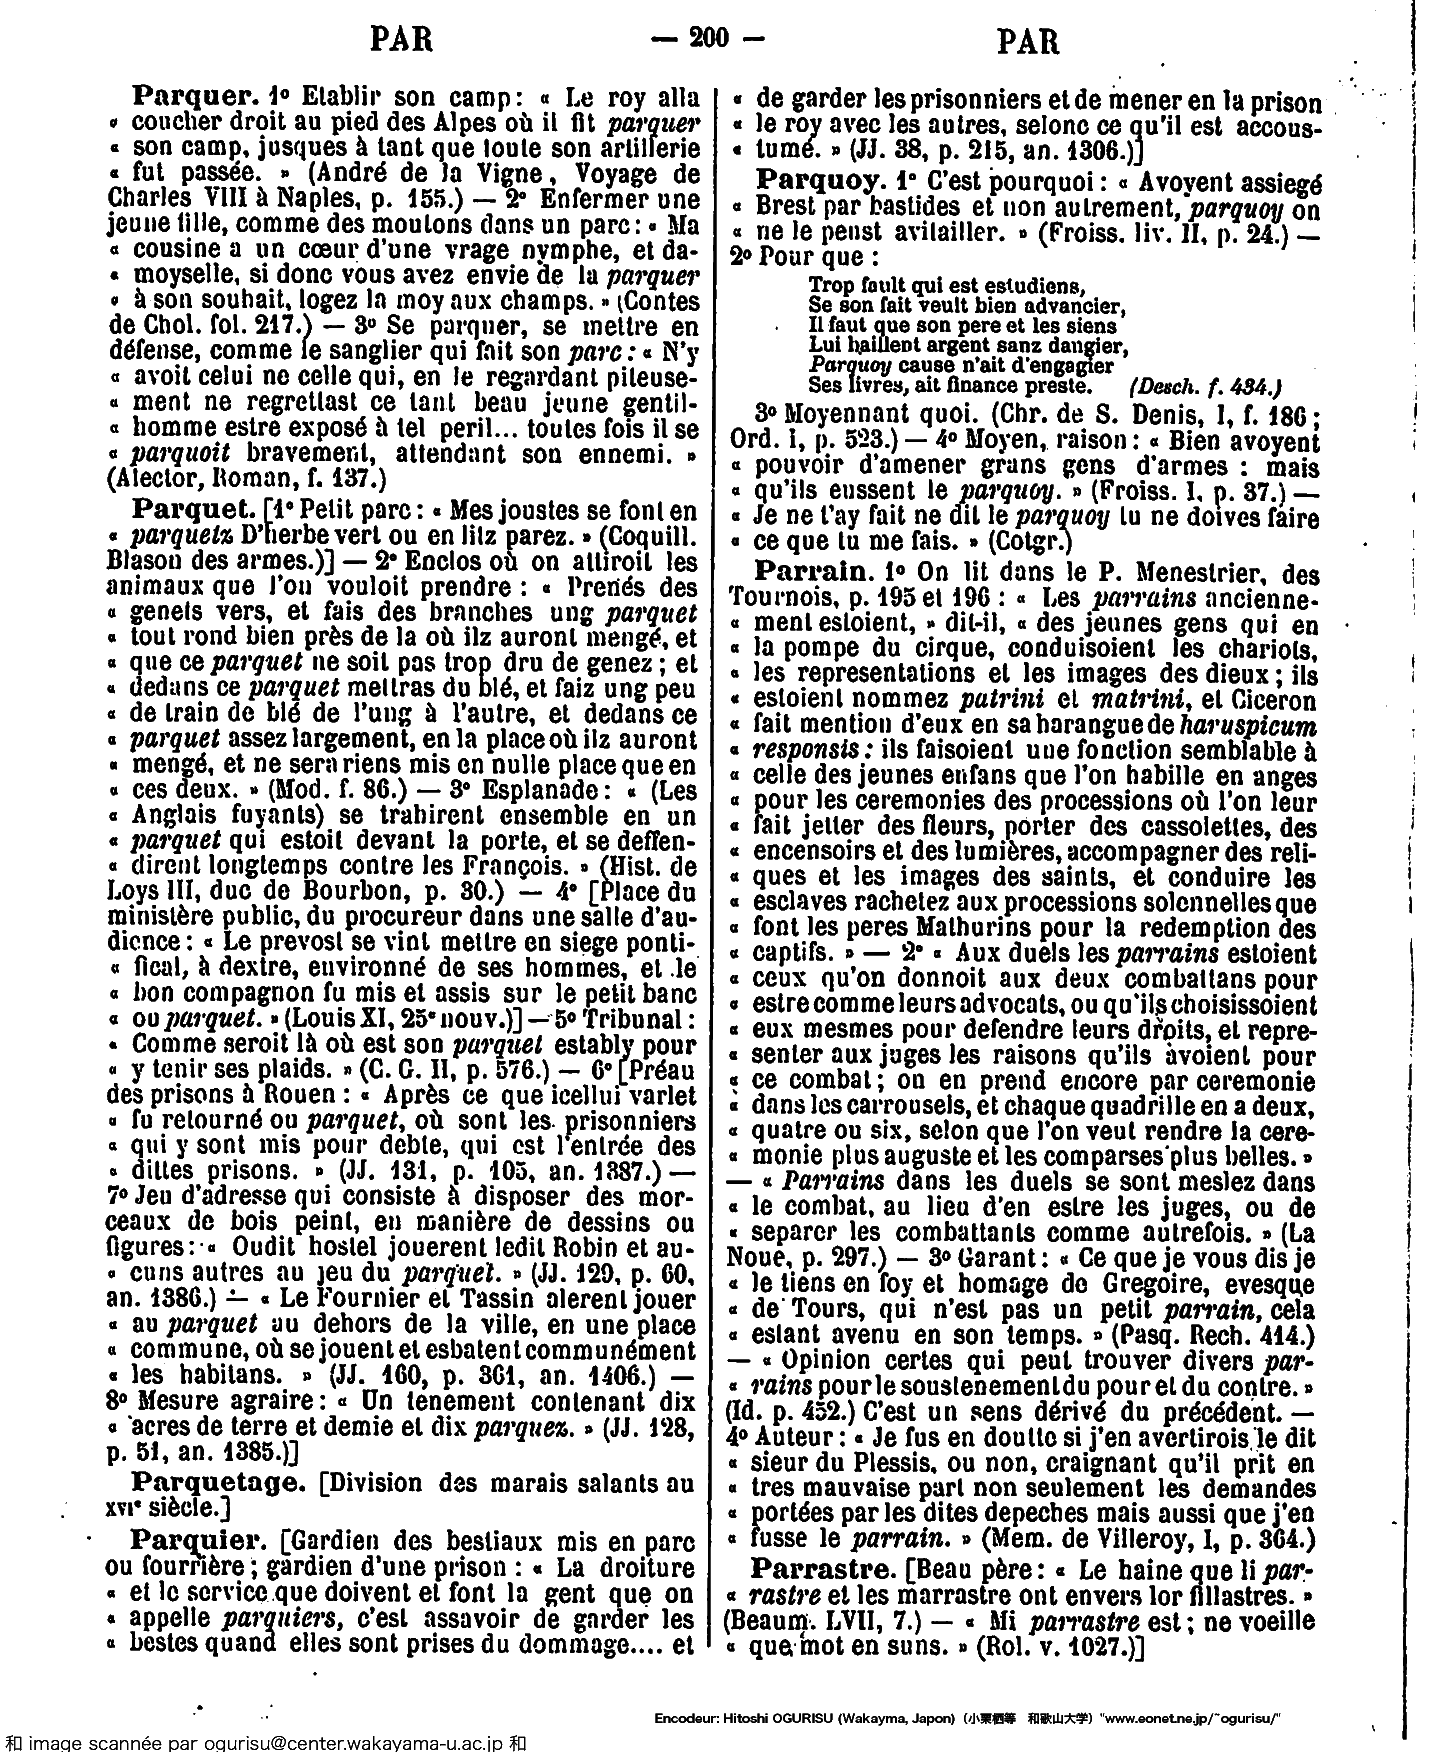 PAR
— 200 —
PAR
Parquer. 1º Etablir son camp : « Le roy alla
« coucher droit au pied des Alpes où il fit parquer
« son camp, jusques à tant que toute son artillerie
« fut passée. » (André de la Vigne, Voyage de
Charles VIII à Naples, p. 155.) — 2º Enfermer une
jeune fille, comme des moutons dans un parc : « Ma
« cousine a un cœur d'une vrage nymphe, et da-
« moyselle, si donc vous avez envie de la parquer
« à son souhait, logez la moy aux champs. » (Contes
de Chol. fol. 217.) — 3º Se parquer, se mettre en
défense, comme le sanglier qui fait son parc : « N'y
« avoit celui ne celle qui, en le regardant piteuse-
« ment ne regrettast ce tant beau jeune gentil-
« homme estre exposé à tel peril... toutes fois il se
« parquoit bravement, attendant son ennemi. »
(Alector, Roman, f. 137.)
Parquet. [1º Petit parc : « Mes joustes se font en
« parquetz D'herbe vert ou en litz parez. » (Coquill.
Blason des armes.)] — 2º Enclos où on attiroit les
animaux que l'on vouloit prendre : « Prenés des
« genets vers, et fais des branches ung parquet
« tout rond bien près de la où ilz auront mengé, et
« que ce parquet ne soit pas trop dru de genez ; et
« dedans ce parquet mettras du blé, et faiz ung peu
« de train de blé de l'ung à l'autre, et dedans ce
« parquet assez largement, en la place où ilz auront
« mengé, et ne sera riens mis en nulle place que en
« ces deux. » (Mod. f. 86.) — 3º Esplanade : « (Les
« Anglais fuyants) se trahirent ensemble en un
« parquet qui estoit devant la porte, et se deffen-
« dirent longtemps contre les François. » (Hist. de
Loys III, duc de Bourbon, p. 30.) — 4º [Place du
ministère public, du procureur dans une salle d'au-
dience : « Le prevost se vint mettre en siege ponti-
« fical, à dextre, environné de ses hommes, et le
« bon compagnon fu mis et assis sur le petit banc
« ou parquet. » (Louis XI, 25e nouv.)] — 5º Tribunal :
« Comme seroit là où est son parquet estably pour
« y tenir ses plaids. » (C. G. II, p. 576.) — 6º [Préau
des prisons à Rouen : « Après ce que icellui varlet
« fu retourné ou parquet, où sont les prisonniers
« qui y sont mis pour debte, qui est l'entrée des
« dittes prisons. » (JJ. 131, p. 105, an. 1387.) —
7º Jeu d'adresse qui consiste à disposer des mor-
ceaux de bois peint, en manière de dessins ou
figures : « Oudit hostel jouerent ledit Robin et au-
« cuns autres au jeu du parquet. » (JJ. 129, p. 60,
an. 1386.) — « Le Fournier et Tassin alerent jouer
« au parquet au dehors de la ville, en une place
« commune, où se jouent et esbatent communément
« les habitans. » (JJ. 160, p. 361, an. 1406.) —
8º Mesure agraire : « Un tenement contenant dix
« acres de terre et demie et dix parquez. » (JJ. 128,
p. 51, an. 1385.)]
Parquetage. [Division des marais salants au
XVIe siècle.]
Parquier. [Gardien des bestiaux mis en parc
ou fourrière ; gardien d'une prison : « La droiture
« et le service que doivent et font la gent que on
« appelle parquiers, c'est assavoir de garder les
« bestes quand elles sont prises du dommage.... et
« de garder les prisonniers et de mener en la prison
« le roy avec les autres, selonc ce qu'il est accous-
« tumé. » (JJ. 38, p. 215, an. 1306.)]
Parquoy. 1º C'est pourquoi : « Avoyent assiegé
« Brest par bastides et non autrement, parquoy on
« ne le peust avitailler. » (Froiss. liv. II, p. 24.) —
2º Pour que :
Trop fault qui est estudiens,
Se son fait veult bien advancier,
Il faut que son pere et les siens
Lui baillent argent sanz dangier,
Parquoy cause n'ait d'engagier
Ses livres, ait finance preste. (Desch. f. 434.)
3º Moyennant quoi. (Chr. de S. Denis, I, f. 186 ;
Ord. I, p. 523.) — 4º Moyen, raison : « Bien avoyent
« pouvoir d'amener grans gens d'armes : mais
« qu'ils eussent le parquoy. » (Froiss. I, p. 37.) —
« Je ne t'ay fait ne dit le parquoy tu ne doives faire
« ce que tu me fais. » (Cotgr.)
Parrain. 1º On lit dans le P. Menestrier, des
Tournois, p. 195 et 196 : « Les parrains ancienne-
« ment estoient, » dit-il, « des jeunes gens qui en
« la pompe du cirque, conduisoient les chariots,
« les representations et les images des dieux ; ils
« estoient nommez patrini et matrini, et Ciceron
« fait mention d'eux en sa harangue de haruspicum
« responsis : ils faisoient une fonction semblable à
« celle des jeunes enfans que l'on habille en anges
« pour les ceremonies des processions où l'on leur
« fait jetter des fleurs, porter des cassolettes, des
« encensoirs et des lumières, accompagner des reli-
« ques et les images des saints, et conduire les
« esclaves rachetez aux processions solennelles que
« font les peres Mathurins pour la redemption des
« captifs. » — 2º « Aux duels les parrains estoient
« ceux qu'on donnoit aux deux combattans pour
« estre comme leurs advocats, ou qu'ils choisissoient
« eux mesmes pour defendre leurs droits, et repre-
« senter aux juges les raisons qu'ils avoient pour
« ce combat ; on en prend encore par ceremonie
« dans les carrousels, et chaque quadrille en a deux,
« quatre ou six, selon que l'on veut rendre la cere-
« monie plus auguste et les comparses plus belles. »
— « Parrains dans les duels se sont meslez dans
« le combat, au lieu d'en estre les juges, ou de
« separer les combattants comme autrefois. » (La
Noue, p. 297.) — 3º Garant : « Ce que je vous dis je
« le tiens en foy et homage de Gregoire, evesque
« de Tours, qui n'est pas un petit parrain, cela
« estant avenu en son temps. » (Pasq. Rech. 414.)
— « Opinion certes qui peut trouver divers par-
« rains pour le soustenement du pour et du contre. »
(Id. p. 452.) C'est un sens dérivé du précédent. —
4º Auteur : « Je fus en doutte si j'en avertirois le dit
« sieur du Plessis, ou non, craignant qu'il prit en
« tres mauvaise part non seulement les demandes
« portées par les dites depeches mais aussi que j'en
« fusse le parrain. » (Mem. de Villeroy, I, p. 364.)
Parrastre. [Beau père : « Le haine que li par-
« rastre et les marrastre ont envers lor fillastres. »
(Beaum. LVII, 7.) — « Mi parrastre est ; ne voeille
« que mot en suns. » (Rol. v. 1027.)]
Encodeur: Hitoshi OGURISU (Wakayma, Japon) (小栗栖等 和歌山大学) "www.eonet.ne.jp/~ogurisu/"
和 image scannée par ogurisu@center.wakayama-u.ac.jp 和